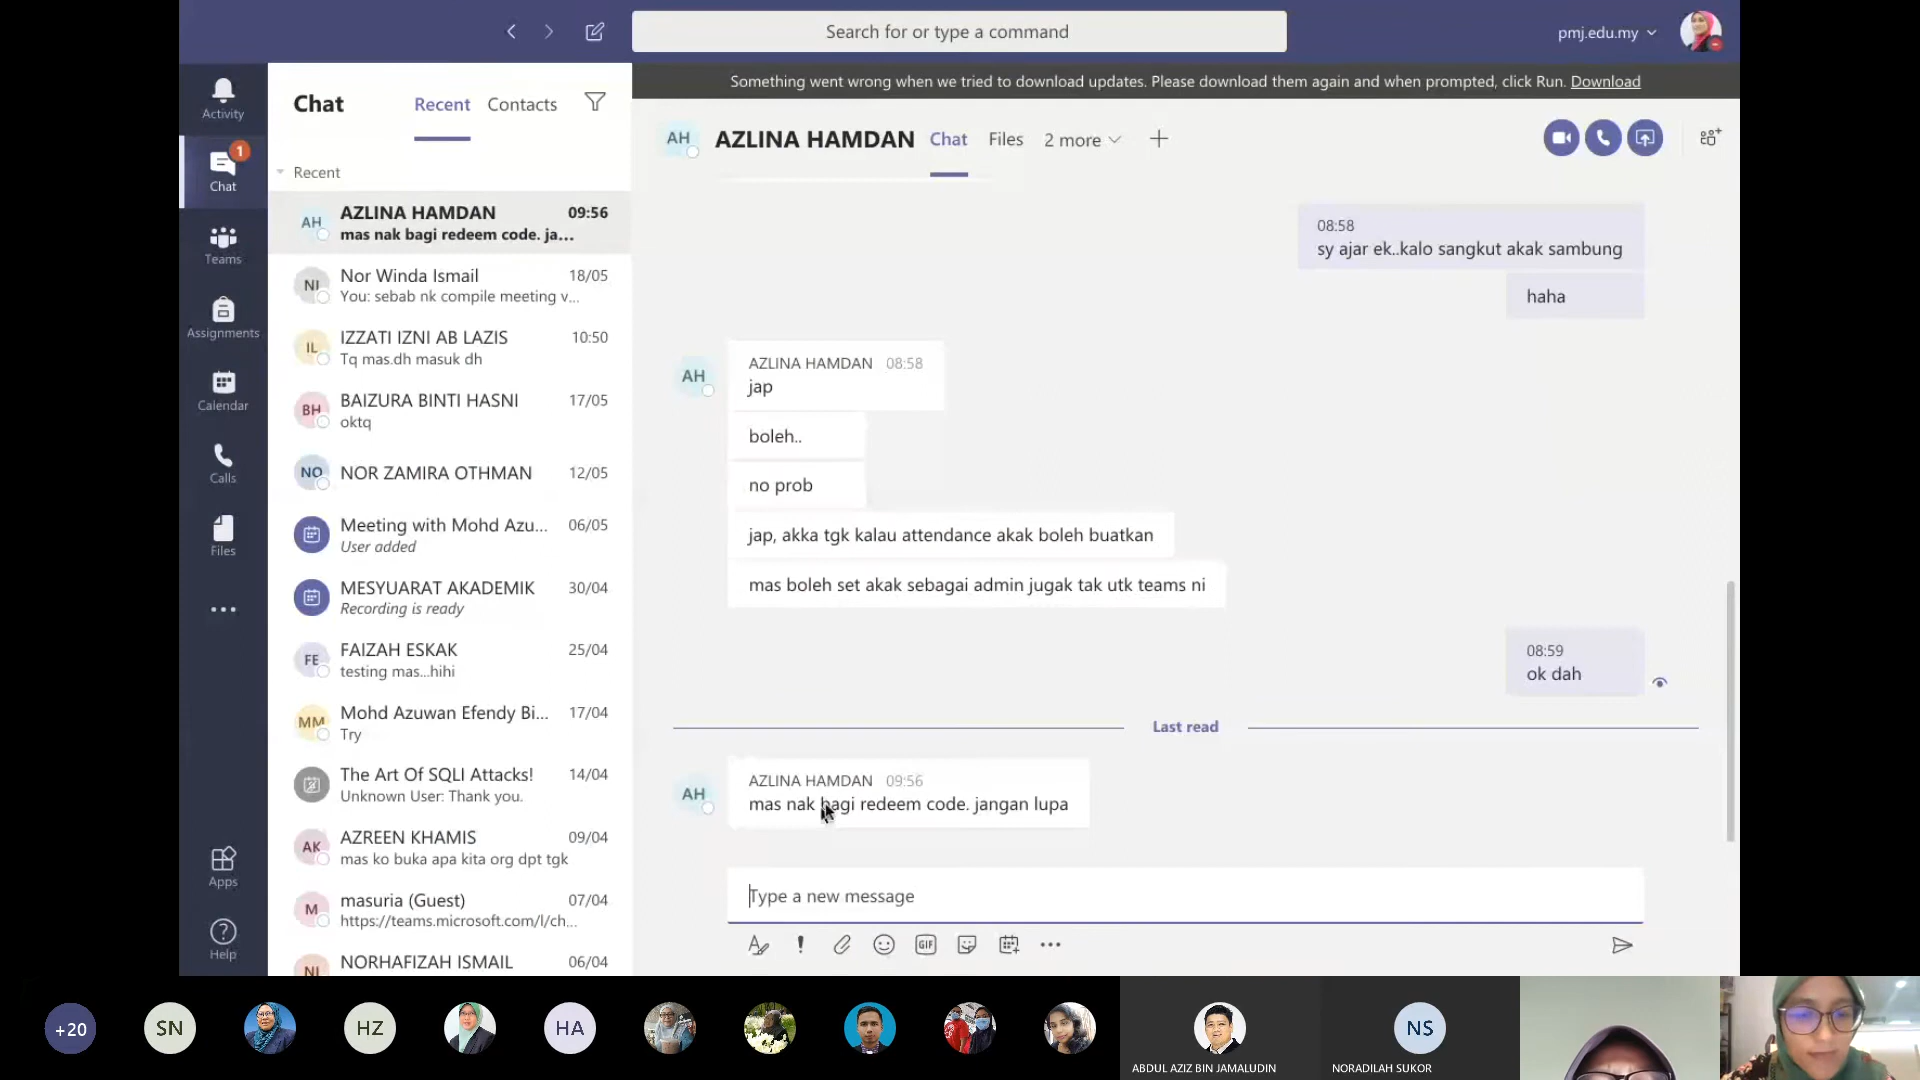 Search for or type a command
pmj.edu.my
Something went wrong when we tried to download updates. Please download them again and when prompted, click Run. Download
Activity
1
Chat
Teams
Assignments
Calendar
Calls
Files
Apps
Help
Chat
Recent
Contacts
Recent
AH
AZLINA HAMDAN
09:56
mas nak bagi redeem code. ja...
NI
Nor Winda Ismail
18/05
You: sebab nk compile meeting v...
IL
IZZATI IZNI AB LAZIS
10:50
Tq mas.dh masuk dh
BH
BAIZURA BINTI HASNI
17/05
oktq
NO
NOR ZAMIRA OTHMAN
12/05
Meeting with Mohd Azu...
06/05
User added
MESYUARAT AKADEMIK
30/04
Recording is ready
FE
FAIZAH ESKAK
25/04
testing mas...hihi
MM
Mohd Azuwan Efendy Bi...
17/04
Try
The Art Of SQLI Attacks!
14/04
Unknown User: Thank you.
AK
AZREEN KHAMIS
09/04
mas ko buka apa kita org dpt tgk
M
masuria (Guest)
07/04
https://teams.microsoft.com/l/ch...
NI
NORHAFIZAH ISMAIL
06/04
AH
AZLINA HAMDAN
Chat
Files
2 more
08:58
sy ajar ek..kalo sangkut akak sambung
haha
AH
AZLINA HAMDAN 08:58
jap
boleh..
no prob
jap, akka tgk kalau attendance akak boleh buatkan
mas boleh set akak sebagai admin jugak tak utk teams ni
08:59
ok dah
Last read
AH
AZLINA HAMDAN 09:56
mas nak bagi redeem code. jangan lupa
Type a new message
GIF
+20
SN
HZ
HA
ABDUL AZIZ BIN JAMALUDIN
NS
NORADILAH SUKOR